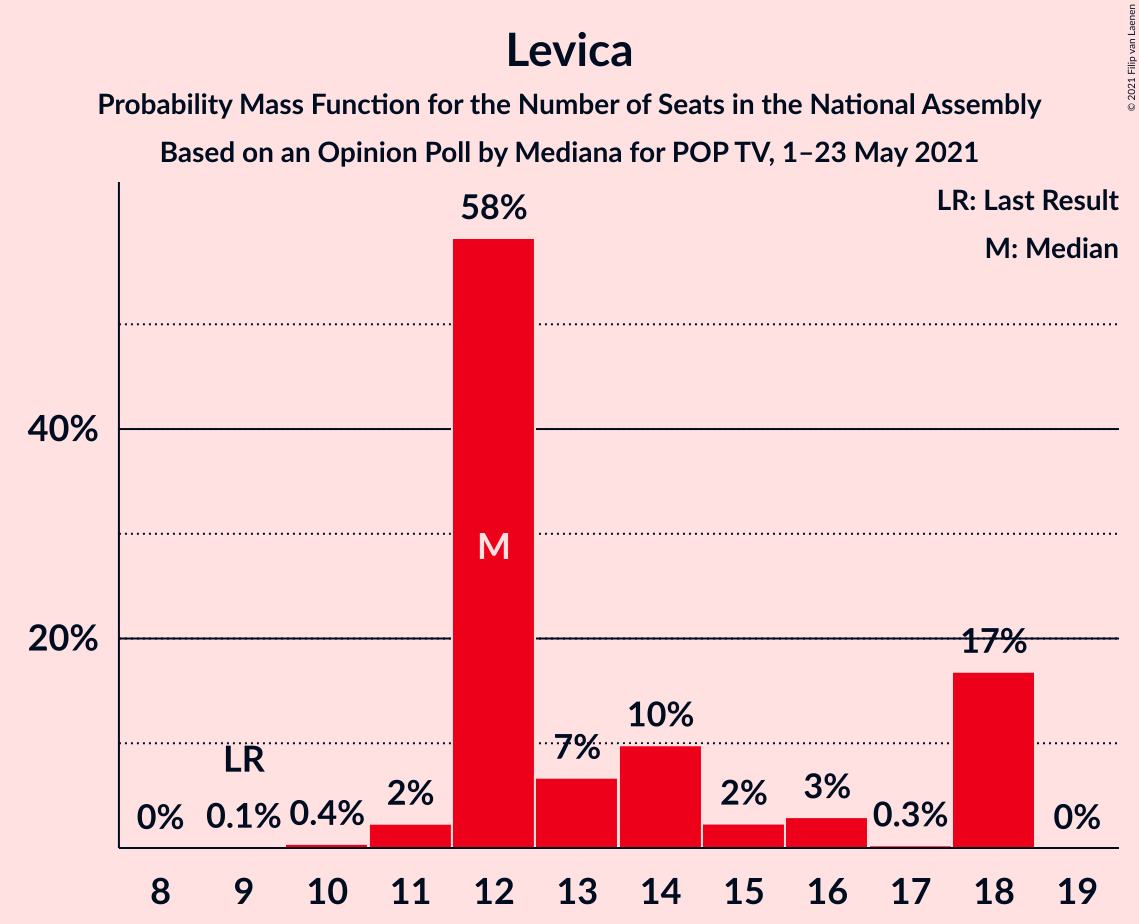 Levica
Probability Mass Function for the Number of Seats in the National Assembly
Based on an Opinion Poll by Mediana for POP TV, 1–23 May 2021
© 2021 Filip van Laenen
LR: Last Result
M: Median
58%
40%
M
20%
17%
10%
7%
LR
2%
2%
3%
0%
0.1%
0.4%
0.3%
0%
8 9 10 11 12 13 14 15 16 17 18 19